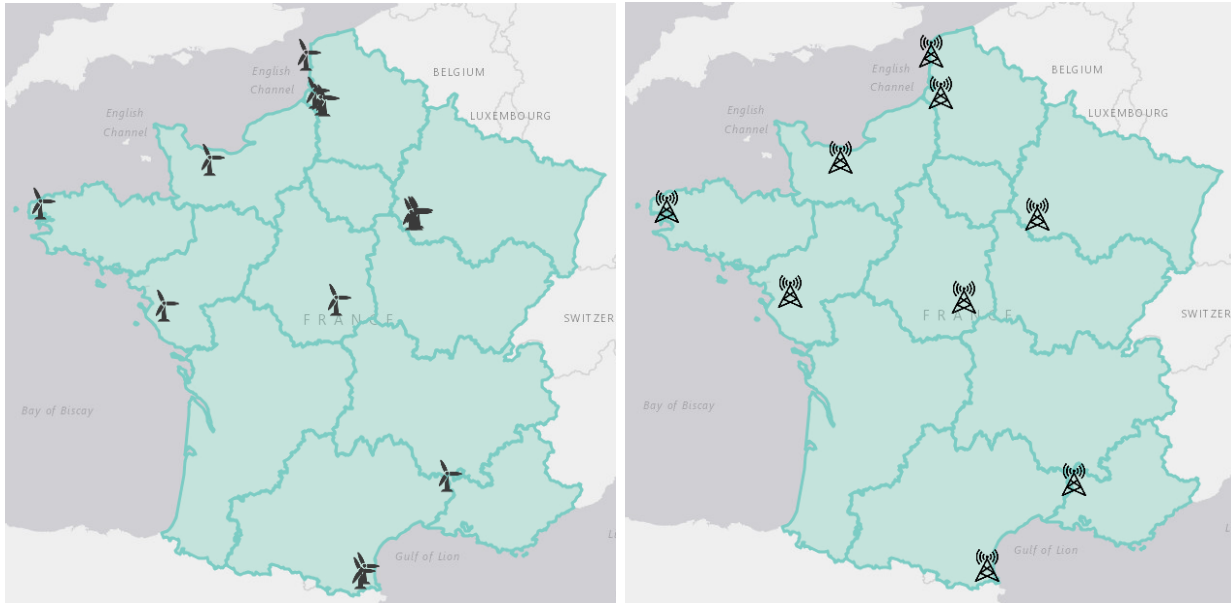 BELGIUM
English
Channel
LUXEMBOURG
English
Channel
FRANCE
SWITZER
Bay of Biscay
Gulf of Lion
L
BELGIUM
English
Channel
LUXEMBOURG
English
Channel
FRANCE
SWITZER
Bay of Biscay
Gulf of Lion
L